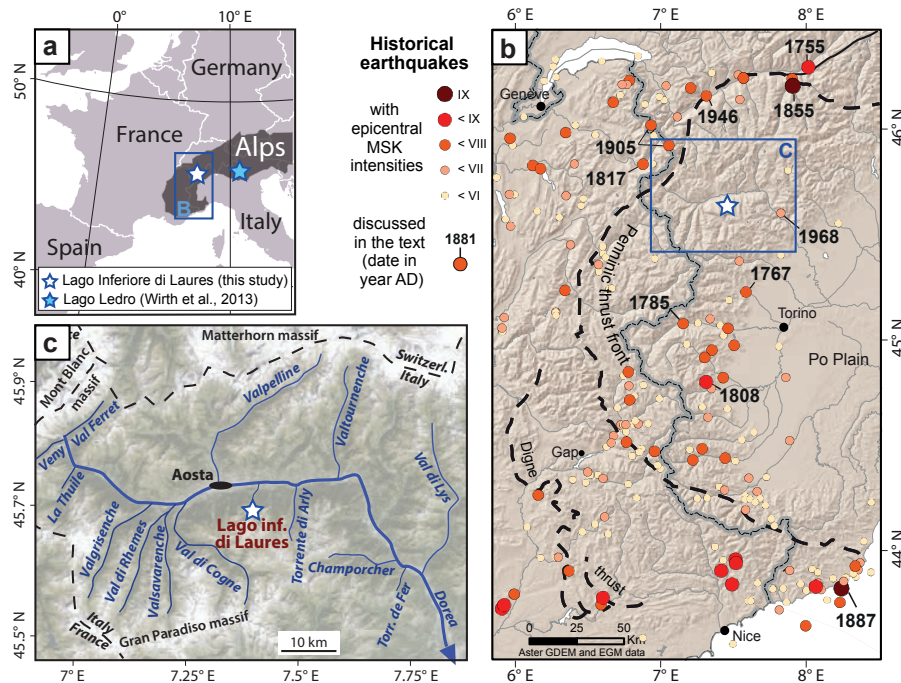 a
0°
10° E
50° N
40° N
Germany
France
Alps
Italy
Spain
B
Lago Inferiore di Laures (this study)
Lago Ledro (Wirth et al., 2013)
Historical
earthquakes
with
epicentral
MSK
intensities
IX
< IX
< VIII
< VII
< VI
discussed
in the text
(date in
year AD)
1881
b
6° E
7° E
8° E
46° N
45° N
44° N
Genève
1755
1855
1946
1905
1817
C
1968
Penninic thrust front
1767
1785
Torino
Po Plain
1808
Gap
Digne
thrust
Nice
1887
0 25 50
Km
Aster GDEM and EGM data
6° E
7° E
8° E
c
Matterhorn massif
Switzerl.
Italy
Mont Blanc
massif
45.9° N
45.7° N
45.5° N
Val Ferret
Veny
La Thuile
Valpelline
Valtournenche
Val di Lys
Aosta
Lago inf.
di Laures
Valgrisenche
Val di Rhemes
Valsavarenche
Val di Cogne
Torrente di Arly
Champorcher
Torr. de Fer
Dorea
Italy
France
Gran Paradiso massif
10 km
7° E
7.25° E
7.5° E
7.75° E